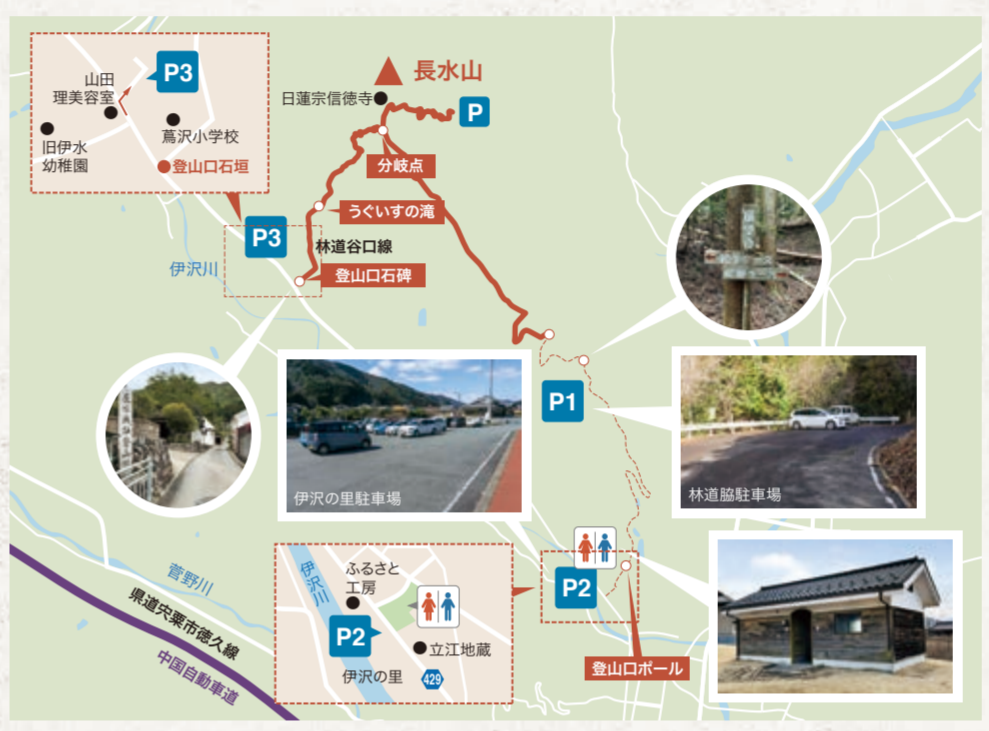 P3
山田
理美容室
蔦沢小学校
旧伊水
幼稚園
登山口石垣
長水山
日蓮宗信徳寺
P
分岐点
うぐいすの滝
P3
林道谷口線
伊沢川
登山口石碑
P1
伊沢の里駐車場
林道脇駐車場
P2
登山口ポール
伊沢川
ふるさと
工房
P2
立江地蔵
伊沢の里
429
菅野川
県道宍粟市徳久線
中国自動車道